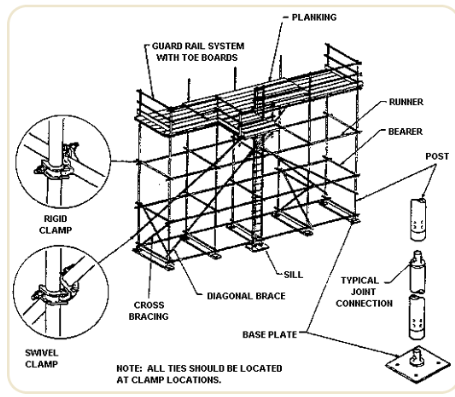 PLANKING
GUARD RAIL SYSTEM
WITH TOE BOARDS
RUNNER
BEARER
POST
RIGID
CLAMP
SILL
TYPICAL
JOINT
CONNECTION
DIAGONAL BRACE
CROSS
BRACING
BASE PLATE
SWIVEL
CLAMP
NOTE: ALL TIES SHOULD BE LOCATED
AT CLAMP LOCATIONS.